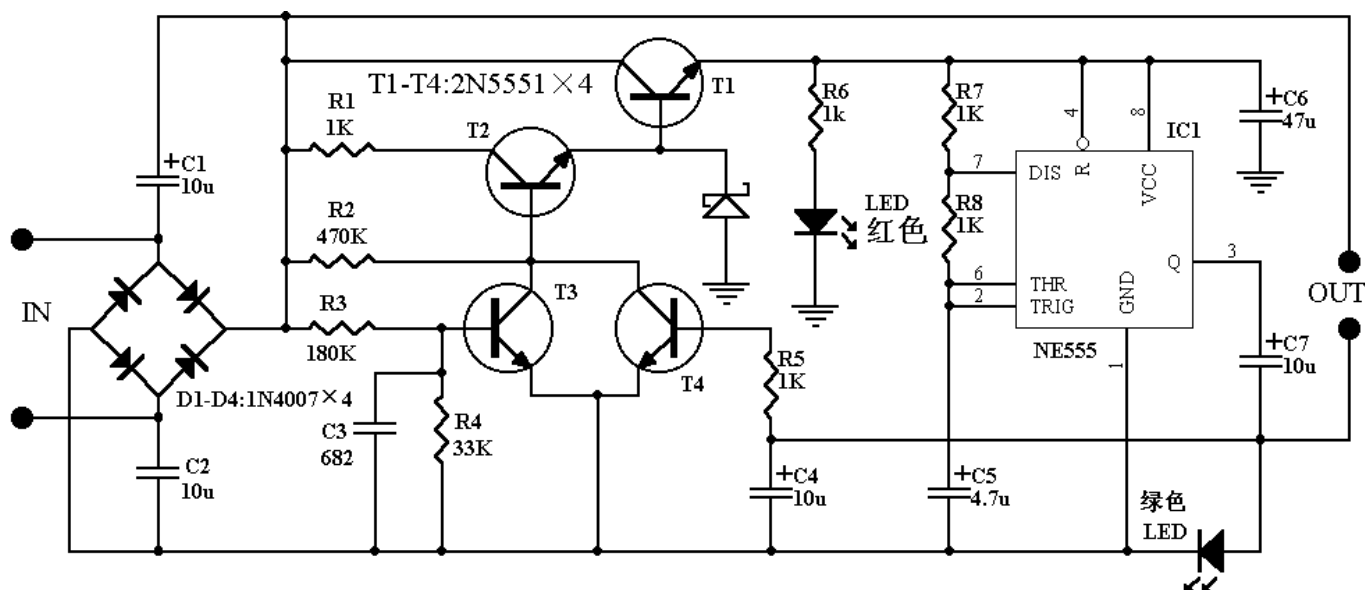 T1-T4:2N5551×4
T1
R1
1K
T2
R6
1k
R7
1K
4
8
C6
47u
IC1
+C1
10u
7
DIS
R
VCC
R2
470K
LED
红色
R8
1K
3
Q
IN
T3
6
THR
2
TRIG
GND
OUT
R3
180K
NE555
1
+C7
10u
T4
R5
1K
D1-D4:1N4007×4
C3
682
R4
33K
C2
10u
+C4
10u
+C5
4.7u
绿色
LED